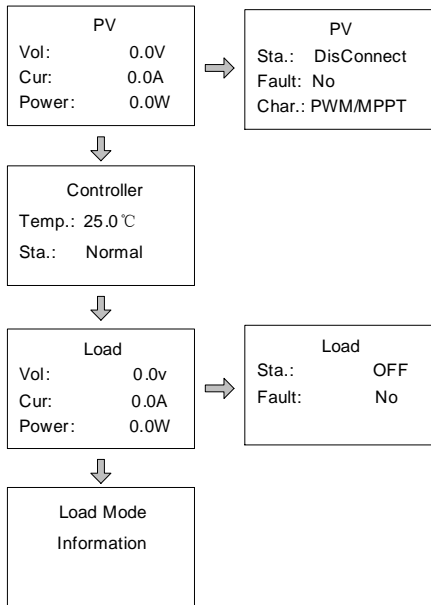 PV
Vol: 0.0V
Cur: 0.0A
Power: 0.0W
PV
Sta.: DisConnect
Fault: No
Char.: PWM/MPPT
Controller
Temp.: 25.0℃
Sta.: Normal
Load
Vol: 0.0v
Cur: 0.0A
Power: 0.0W
Load
Sta.: OFF
Fault: No
Load Mode
Information